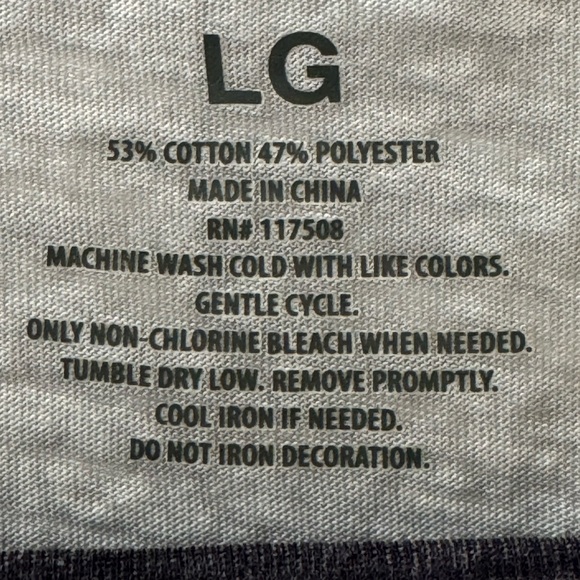 LG
53% COTTON 47% POLYESTER
MADE IN CHINA
RN# 117508
MACHINE WASH COLD WITH LIKE COLORS.
GENTLE CYCLE.
ONLY NON-CHLORINE BLEACH WHEN NEEDED.
TUMBLE DRY LOW. REMOVE PROMPTLY.
COOL IRON IF NEEDED.
DO NOT IRON DECORATION.